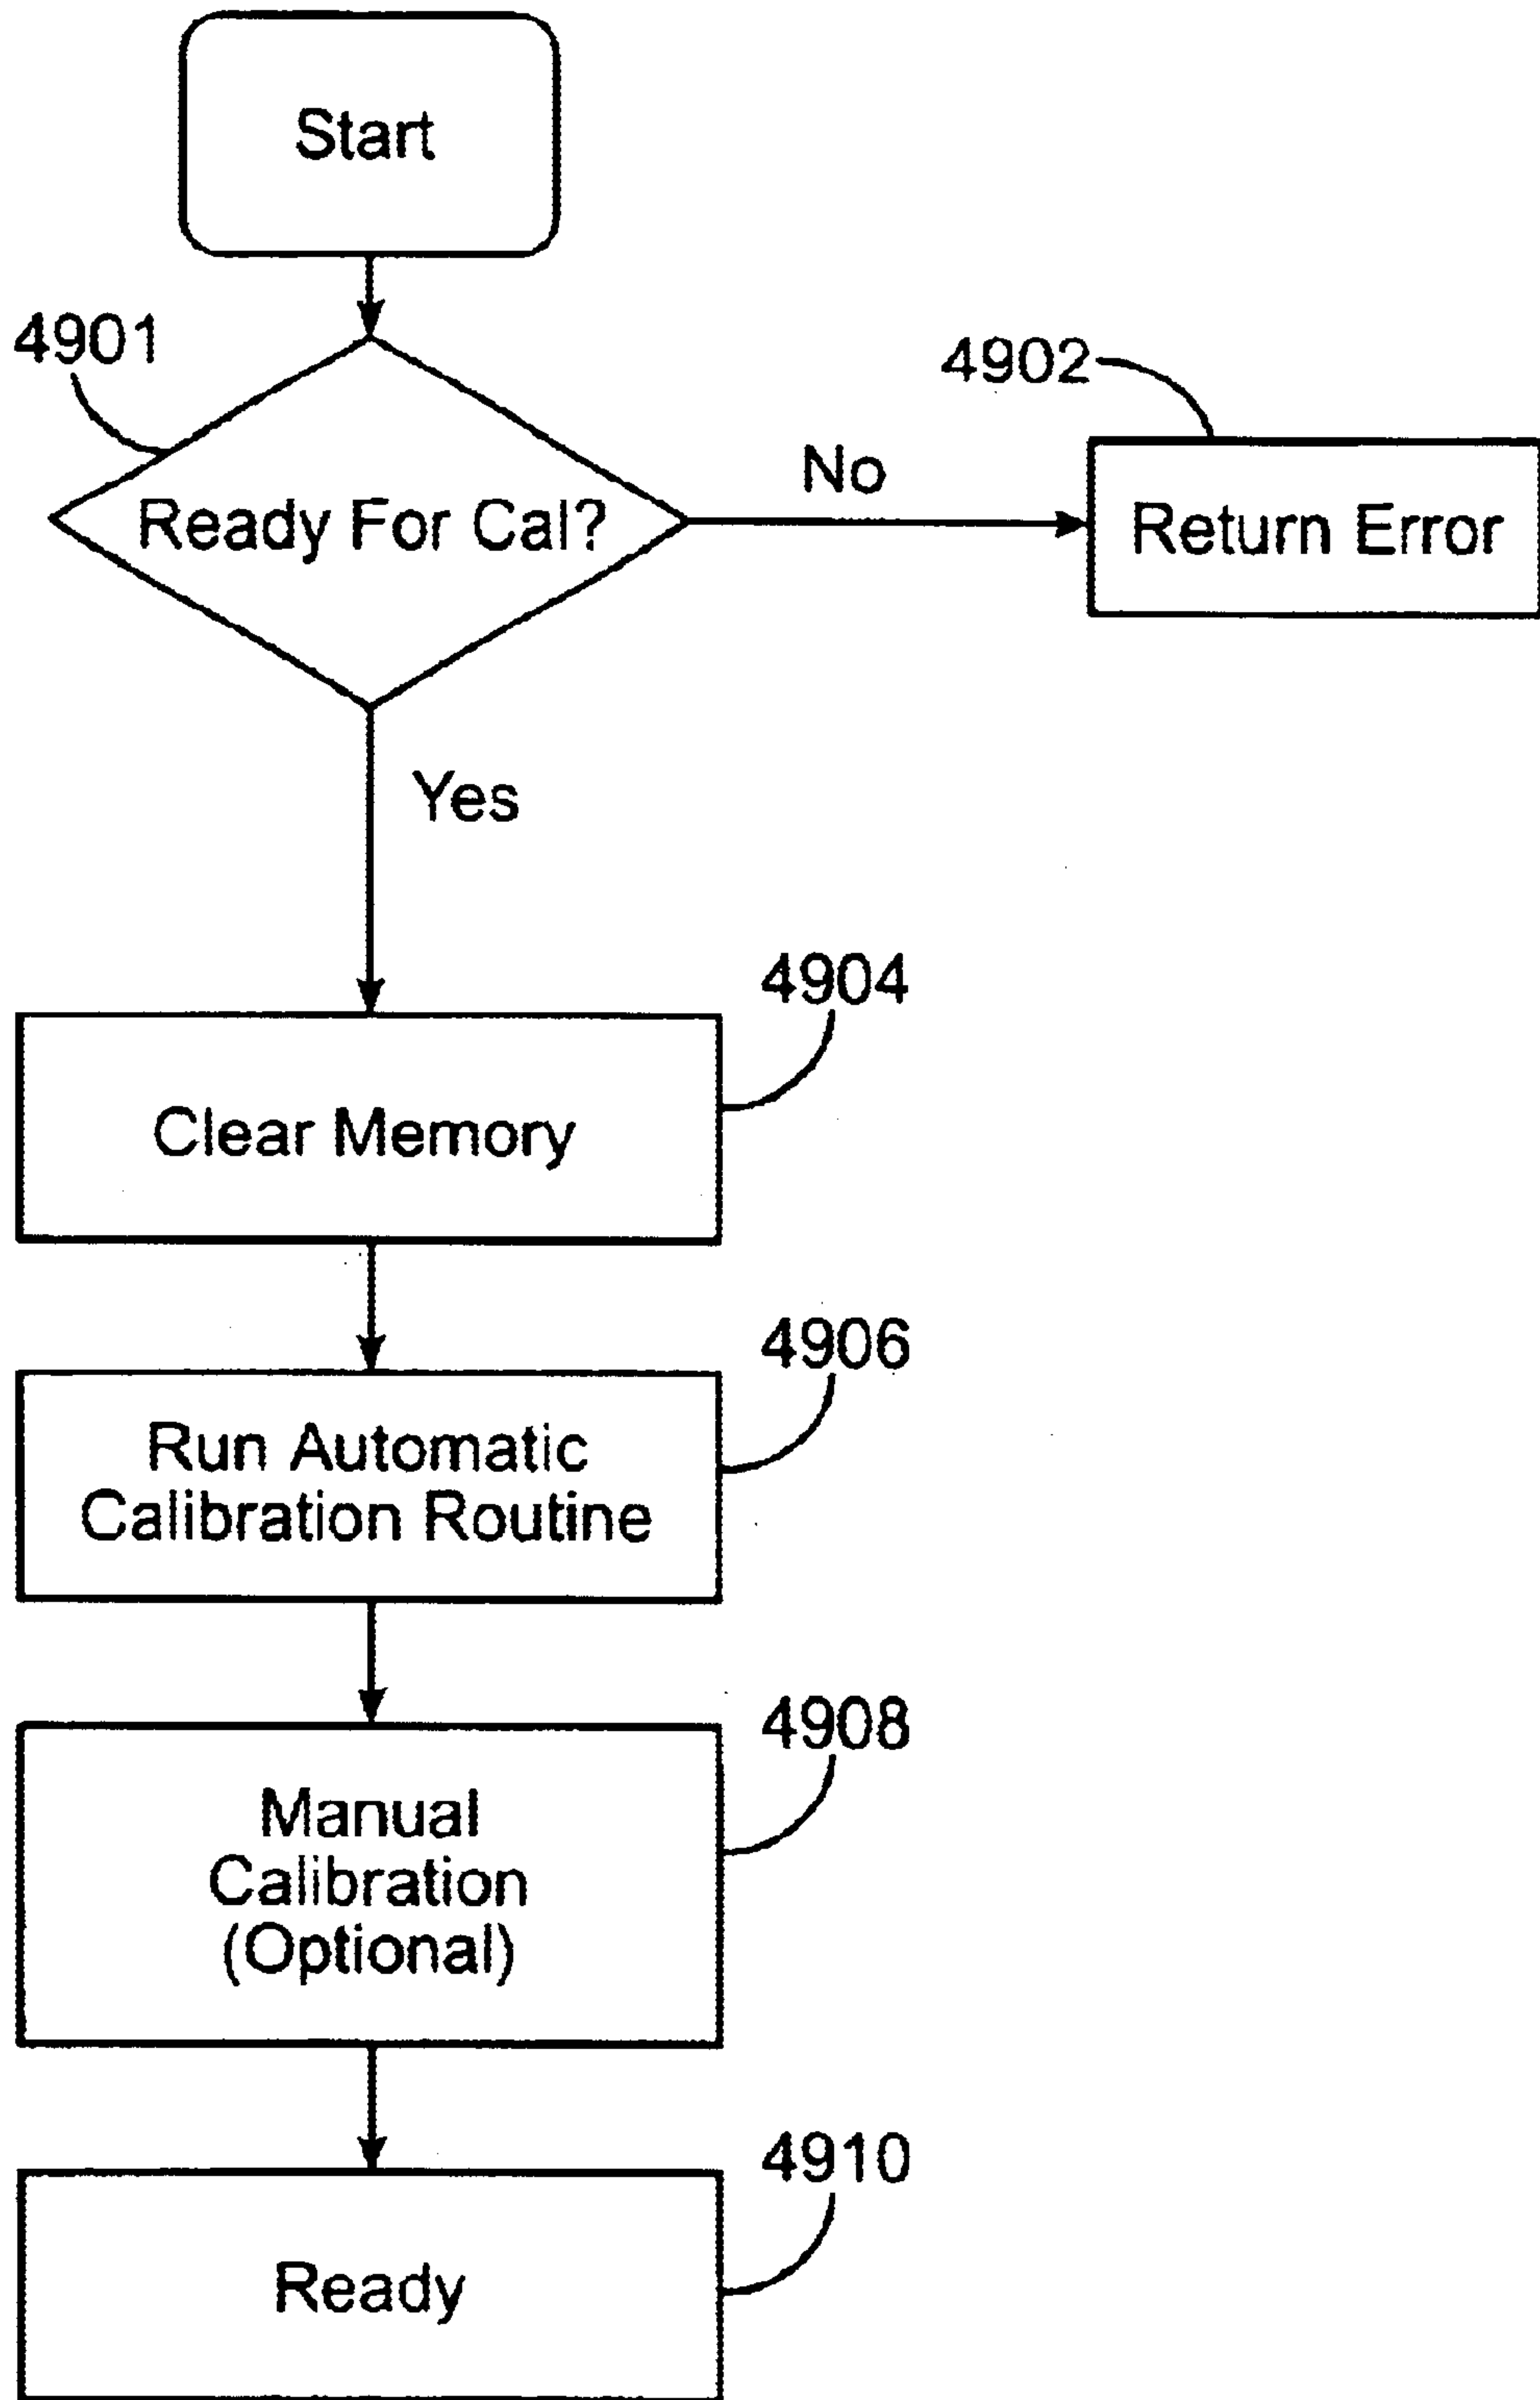 Start
4901
4902
No
Ready For Cal?
Return Error
Yes
4904
Clear Memory
4906
Run Automatic
Calibration Routine
4908
Manual
Calibration
(Optional)
4910
Ready